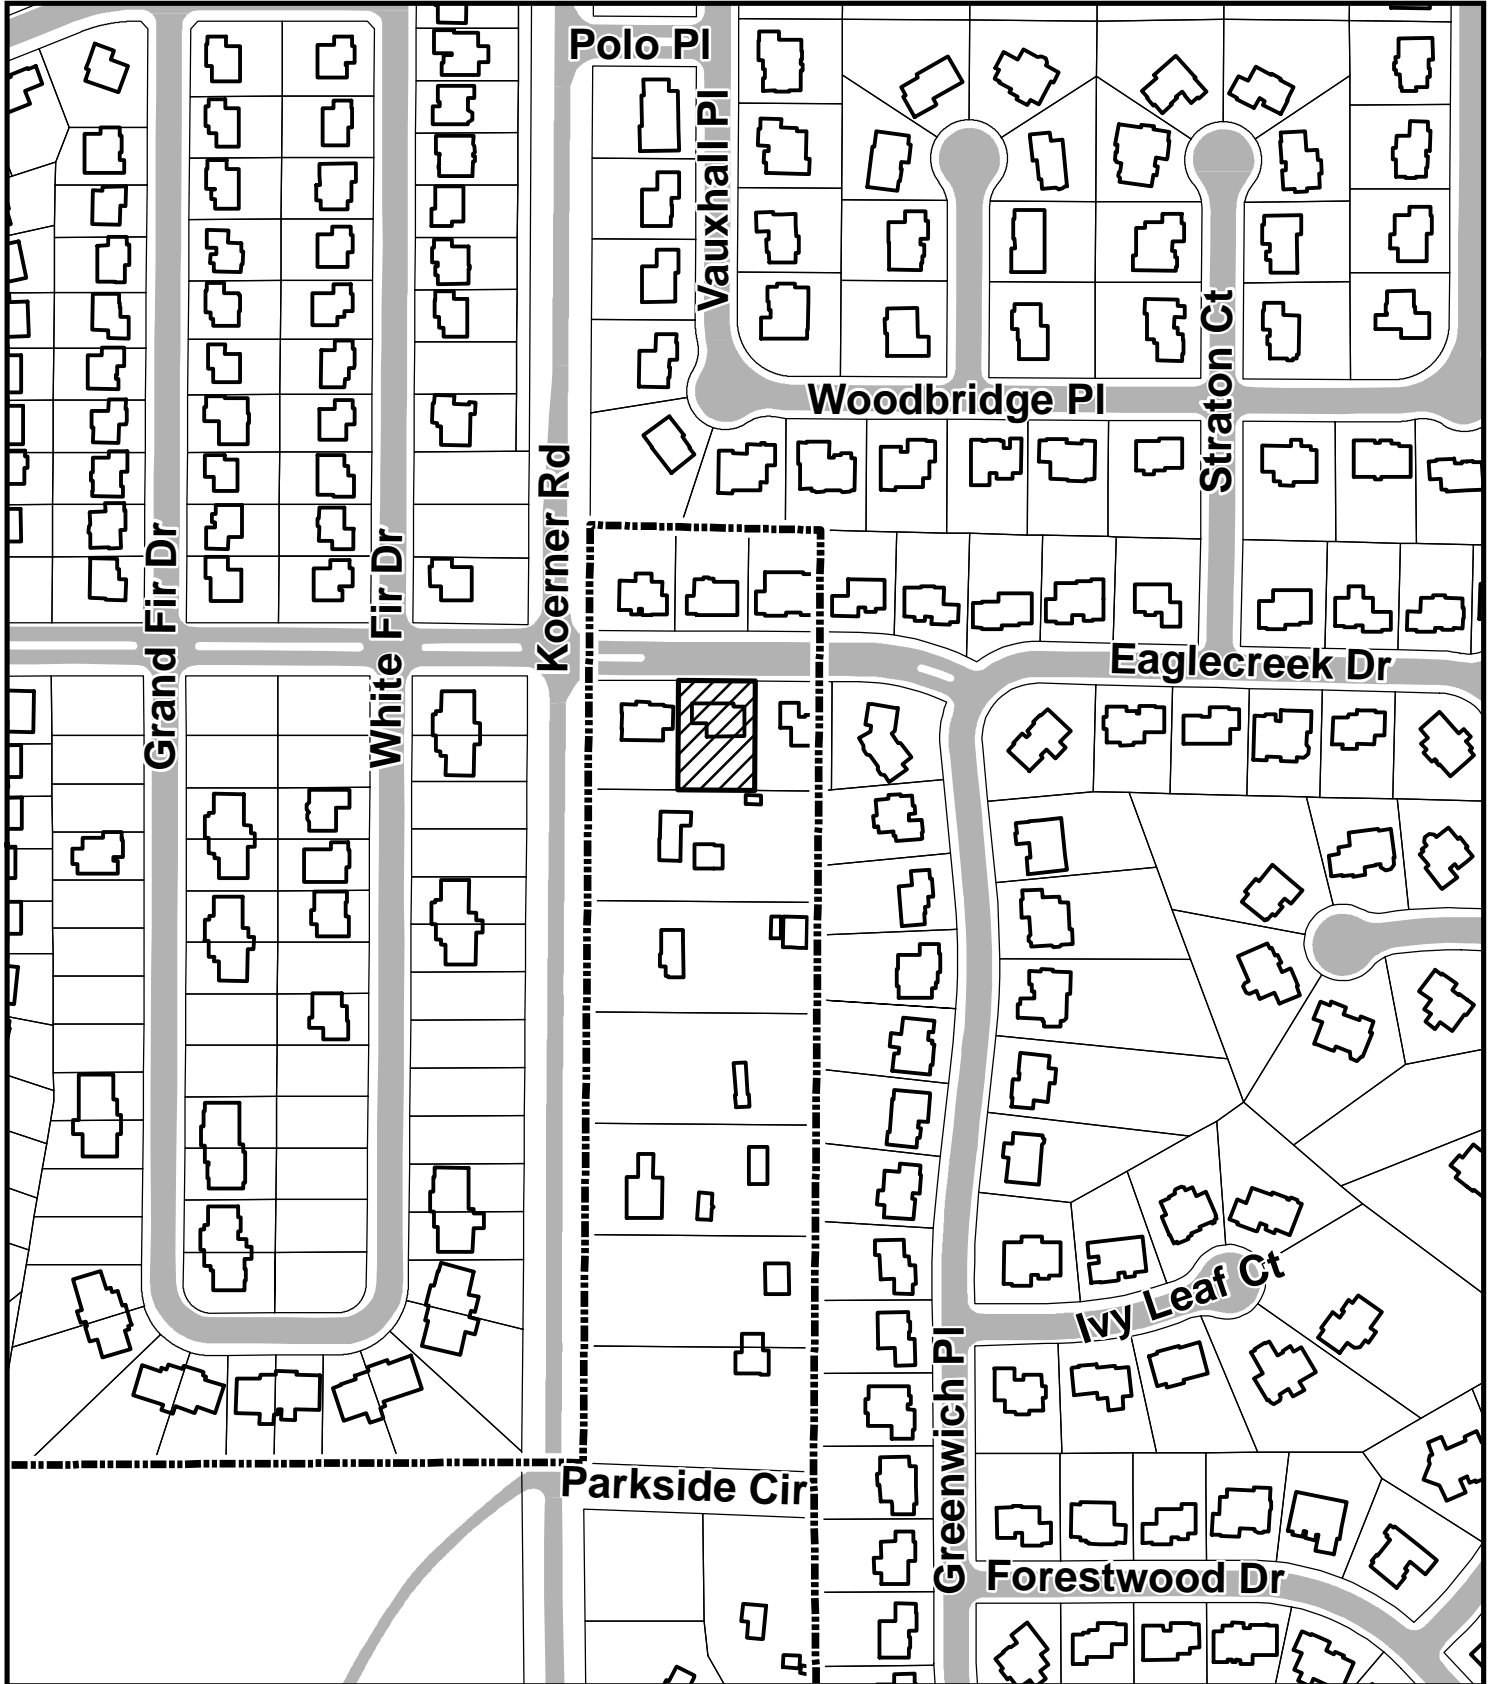 Polo Pl
Vauxhall Pl
Woodbridge Pl
Straton Ct
Koerner Rd
Grand Fir Dr
White Fir Dr
Eaglecreek Dr
Ivy Leaf Ct
Greenwich Pl
Parkside Cir
Forestwood Dr